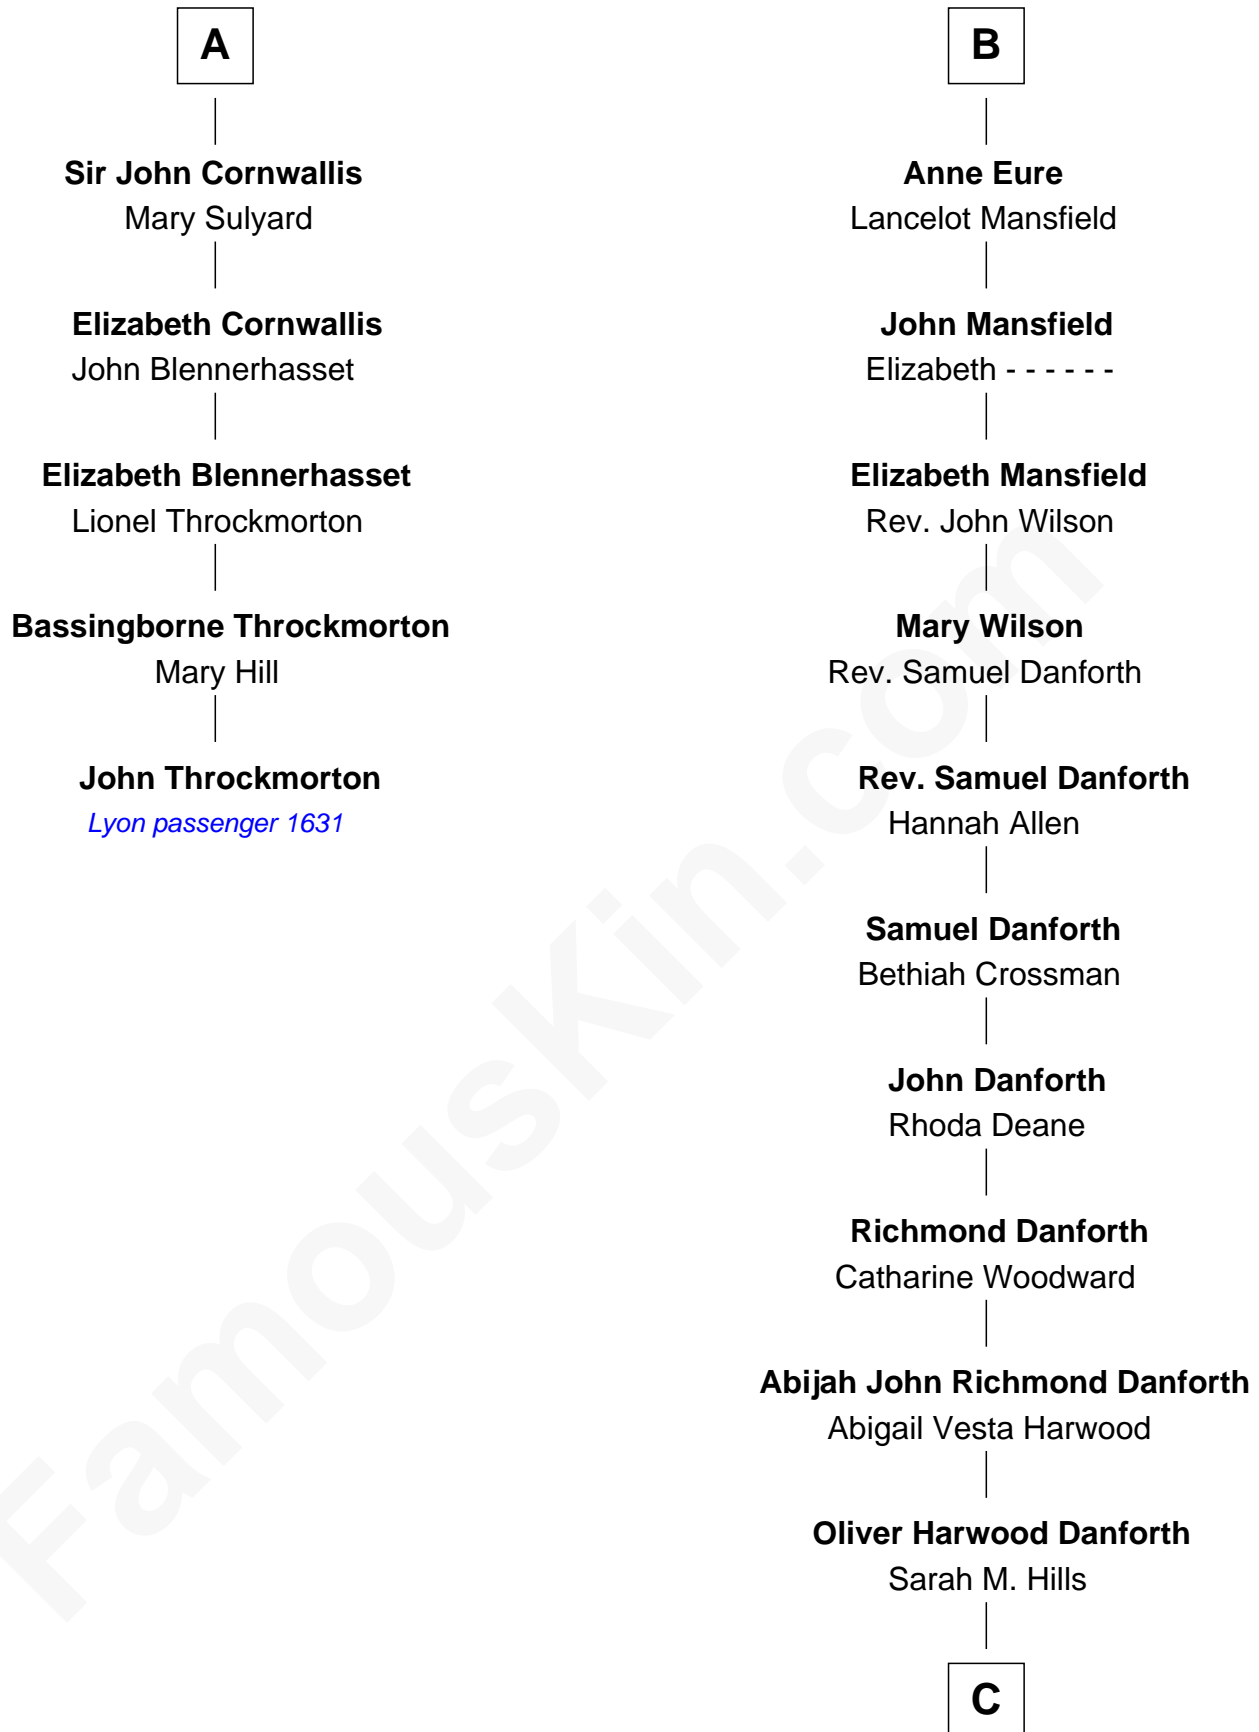 A
Sir John Cornwallis
Mary Sulyard
Elizabeth Cornwallis
John Blennerhasset
Elizabeth Blennerhasset
Lionel Throckmorton
Bassingborne Throckmorton
Mary Hill
John Throckmorton
Lyon passenger 1631
B
Anne Eure
Lancelot Mansfield
John Mansfield
Elizabeth - - - - - -
Elizabeth Mansfield
Rev. John Wilson
Mary Wilson
Rev. Samuel Danforth
Rev. Samuel Danforth
Hannah Allen
Samuel Danforth
Bethiah Crossman
John Danforth
Rhoda Deane
Richmond Danforth
Catharine Woodward
Abijah John Richmond Danforth
Abigail Vesta Harwood
Oliver Harwood Danforth
Sarah M. Hills
C
FamousKin.com